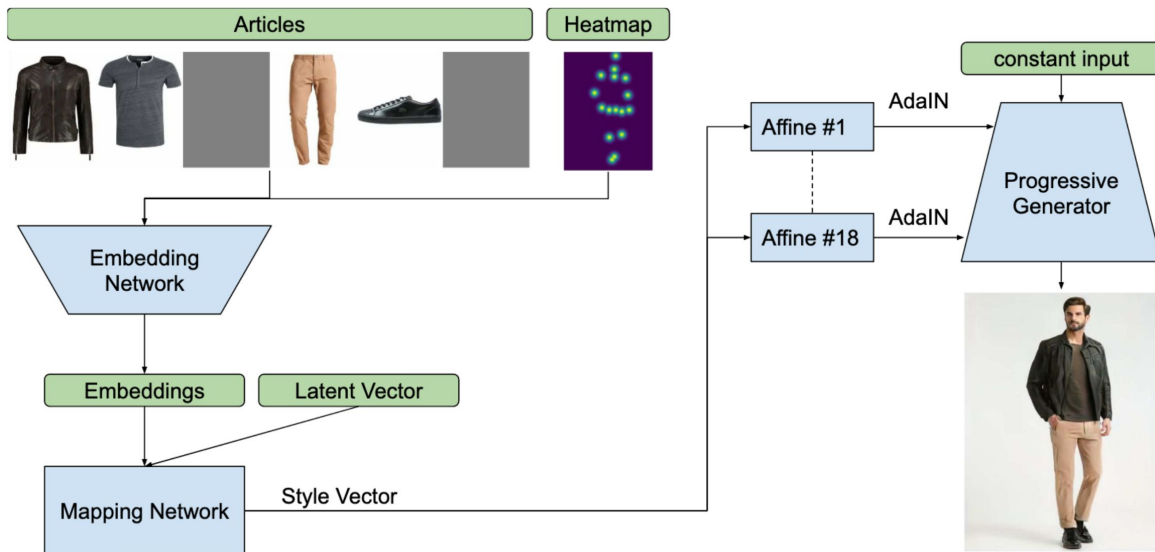 Articles
Heatmap
constant input
Affine #1
AdaIN
Progressive
Generator
Affine #18
AdaIN
Embedding
Network
Embeddings
Latent Vector
Mapping Network
Style Vector